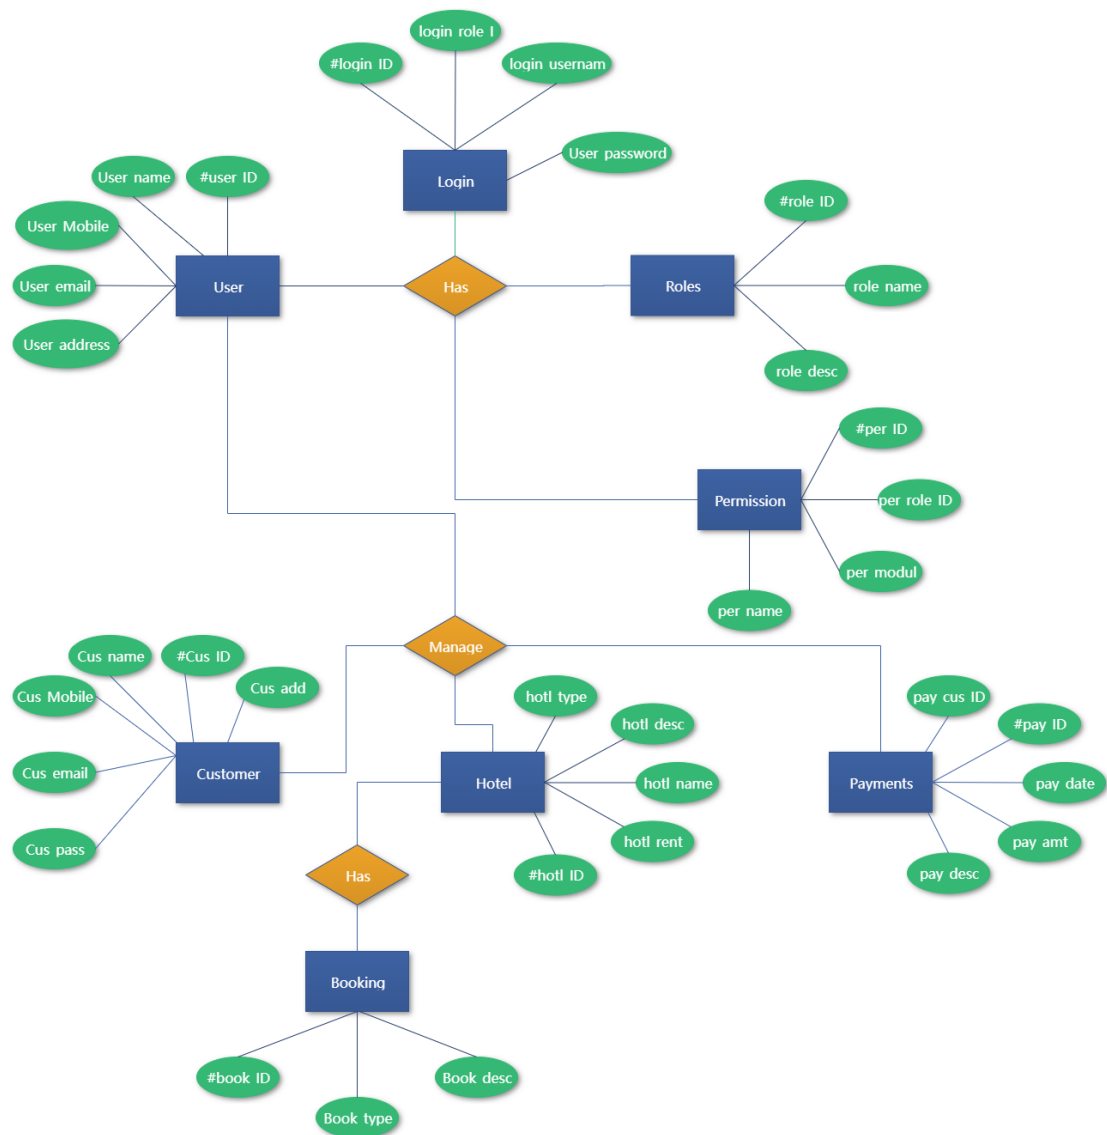 login role I
#login ID
login usernam
User password
Login
User name
#user ID
User Mobile
User email
User address
User
Has
Roles
#role ID
role name
role desc
#per ID
Permission
per role ID
per modul
per name
Manage
Cus name
#Cus ID
Cus add
Cus Mobile
Cus email
Cus pass
Customer
hotl type
hotl desc
hotl name
hotl rent
#hotl ID
Hotel
pay cus ID
#pay ID
pay date
pay amt
pay desc
Payments
Has
Booking
#book ID
Book type
Book desc